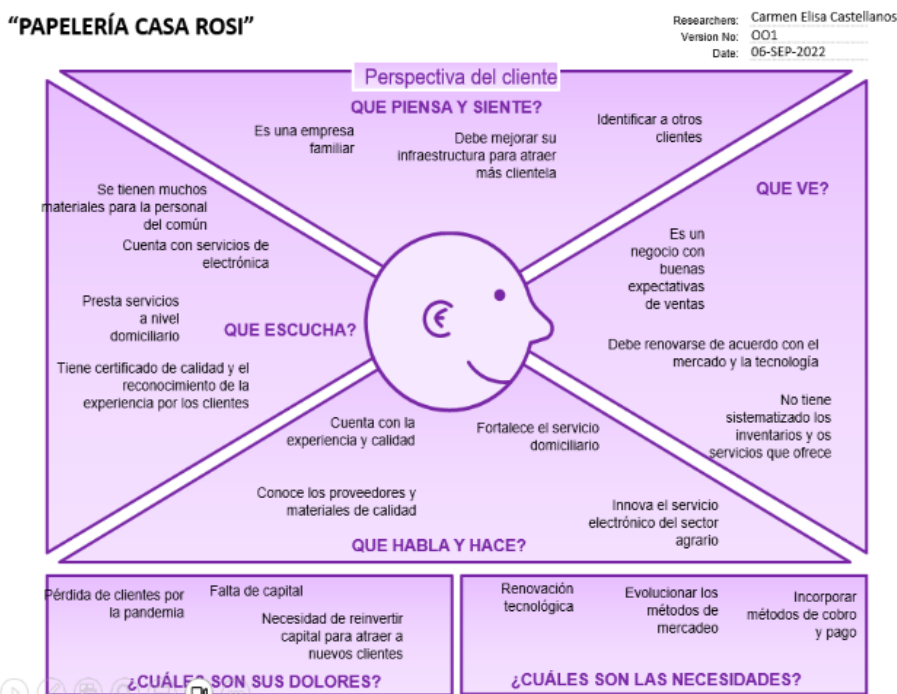 “PAPELERÍA CASA ROSI”
Researchers: Carmen Elisa Castellanos
Version No: OO1
Date: 06-SEP-2022
Perspectiva del cliente
QUE PIENSA Y SIENTE?
Es una empresa
familiar
Debe mejorar su
infraestructura para atraer
más clientela
Identificar a otros
clientes
QUE VE?
Es un
negocio con
buenas
expectativas
de ventas
Debe renovarse de acuerdo con el
mercado y la tecnología
No tiene
sistematizado los
inventarios y os
servicios que ofrece
Se tienen muchos
materiales para la personal
del común
Cuenta con servicios de
electrónica
Presta servicios
a nivel
domiciliario
QUE ESCUCHA?
Tiene certificado de calidad y el
reconocimiento de la
experiencia por los clientes
Cuenta con la
experiencia y calidad
Fortalece el servicio
domiciliario
Conoce los proveedores y
materiales de calidad
Innova el servicio
electrónico del sector
agrario
QUE HABLA Y HACE?
Pérdida de clientes por
la pandemia
Falta de capital
Necesidad de reinvertir
capital para atraer a
nuevos clientes
¿CUÁLES SON SUS DOLORES?
Renovación
tecnológica
Evolucionar los
métodos de
mercadeo
Incorporar
métodos de cobro
y pago
¿CUÁLES SON LAS NECESIDADES?